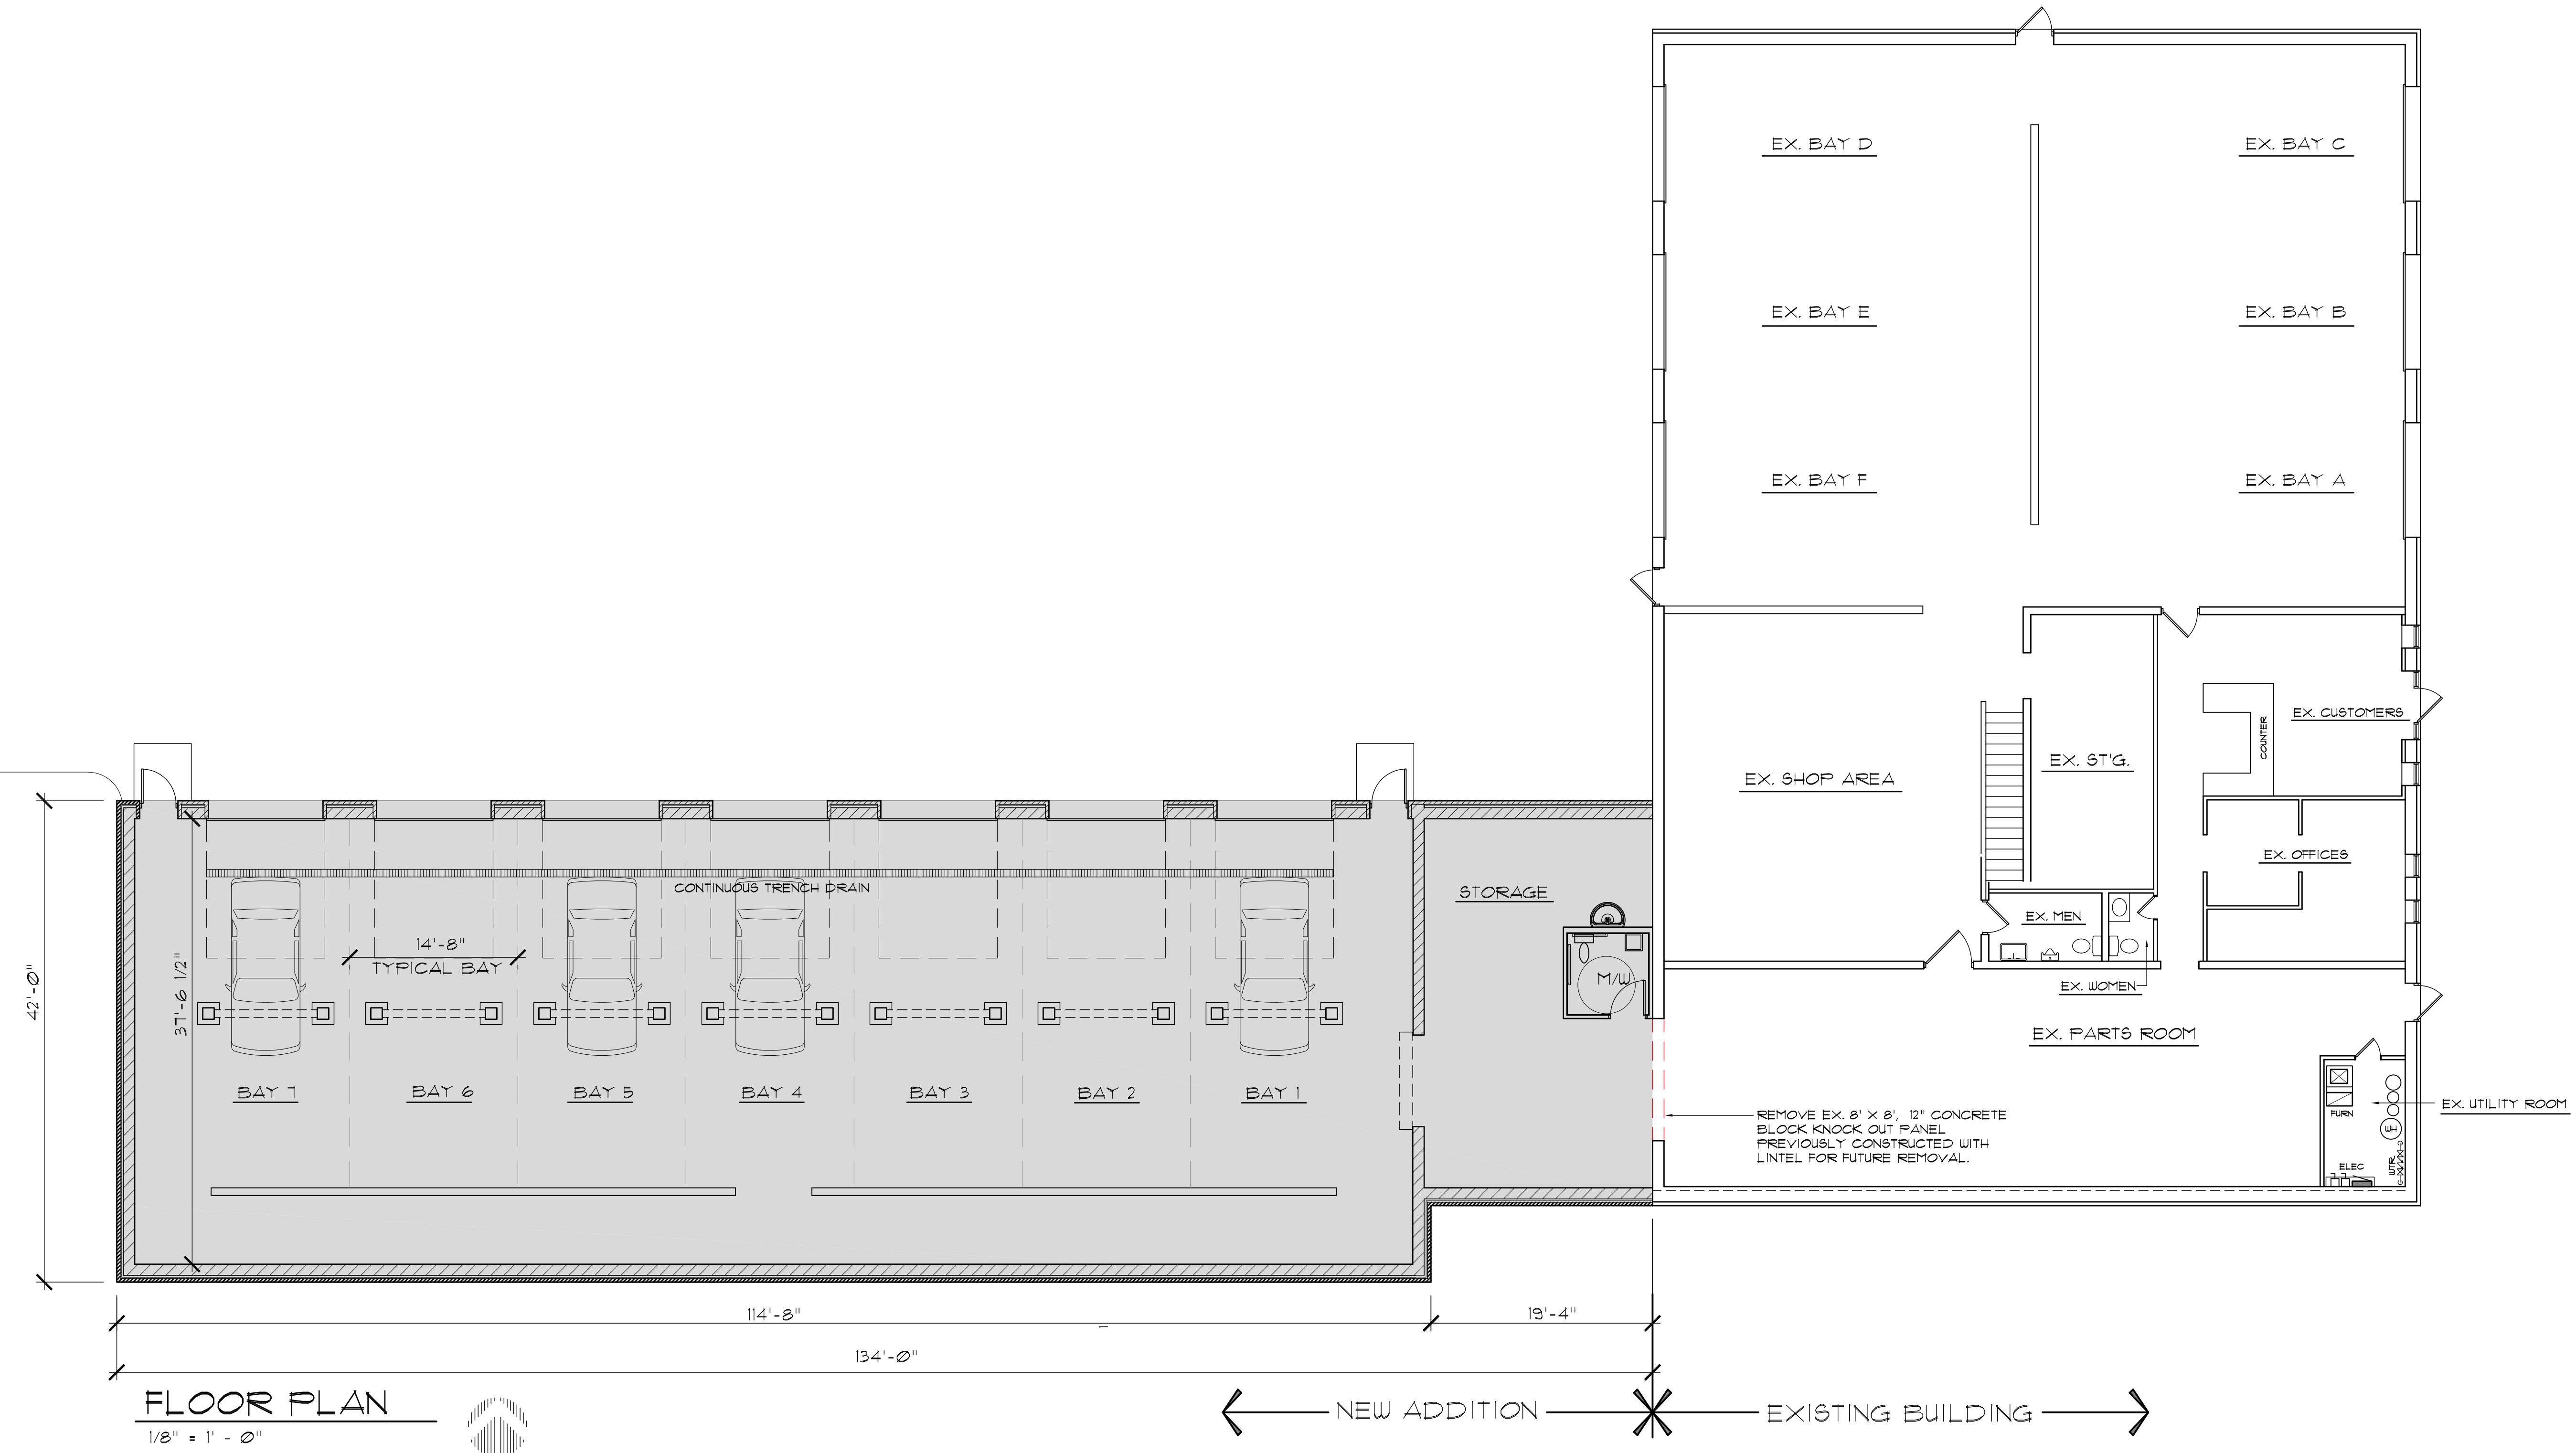 EX. BAY D
EX. BAY C
EX. BAY E
EX. BAY B
EX. BAY F
EX. BAY A
EX. CUSTOMERS
COUNTER
EX. ST'G.
EX. SHOP AREA
EX. OFFICES
EX. MEN
EX. WOMEN
EX. PARTS ROOM
EX. UTILITY ROOM
FURN
WH
ELEC
WTR
REMOVE EX. 8' X 8', 12" CONCRETE
BLOCK KNOCK OUT PANEL
PREVIOUSLY CONSTRUCTED WITH
LINTEL FOR FUTURE REMOVAL.
CONTINUOUS TRENCH DRAIN
STORAGE
M/W
14'-8"
TYPICAL BAY
42'-0"
37'-6 1/2"
BAY 7
BAY 6
BAY 5
BAY 4
BAY 3
BAY 2
BAY 1
114'-8"
19'-4"
134'-0"
FLOOR PLAN
1/8" = 1' - 0"
NEW ADDITION
EXISTING BUILDING